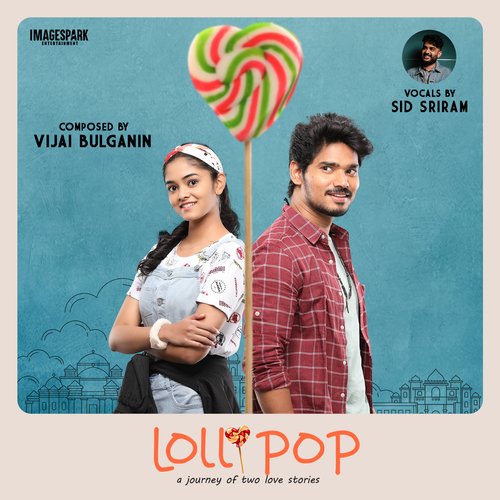 IMAGESPARK
ENTERTAINMENT
COMPOSED BY
VIJAI BULGANIN
VOCALS BY
SID SRIRAM
LOLLIPOP
a journey of two love stories